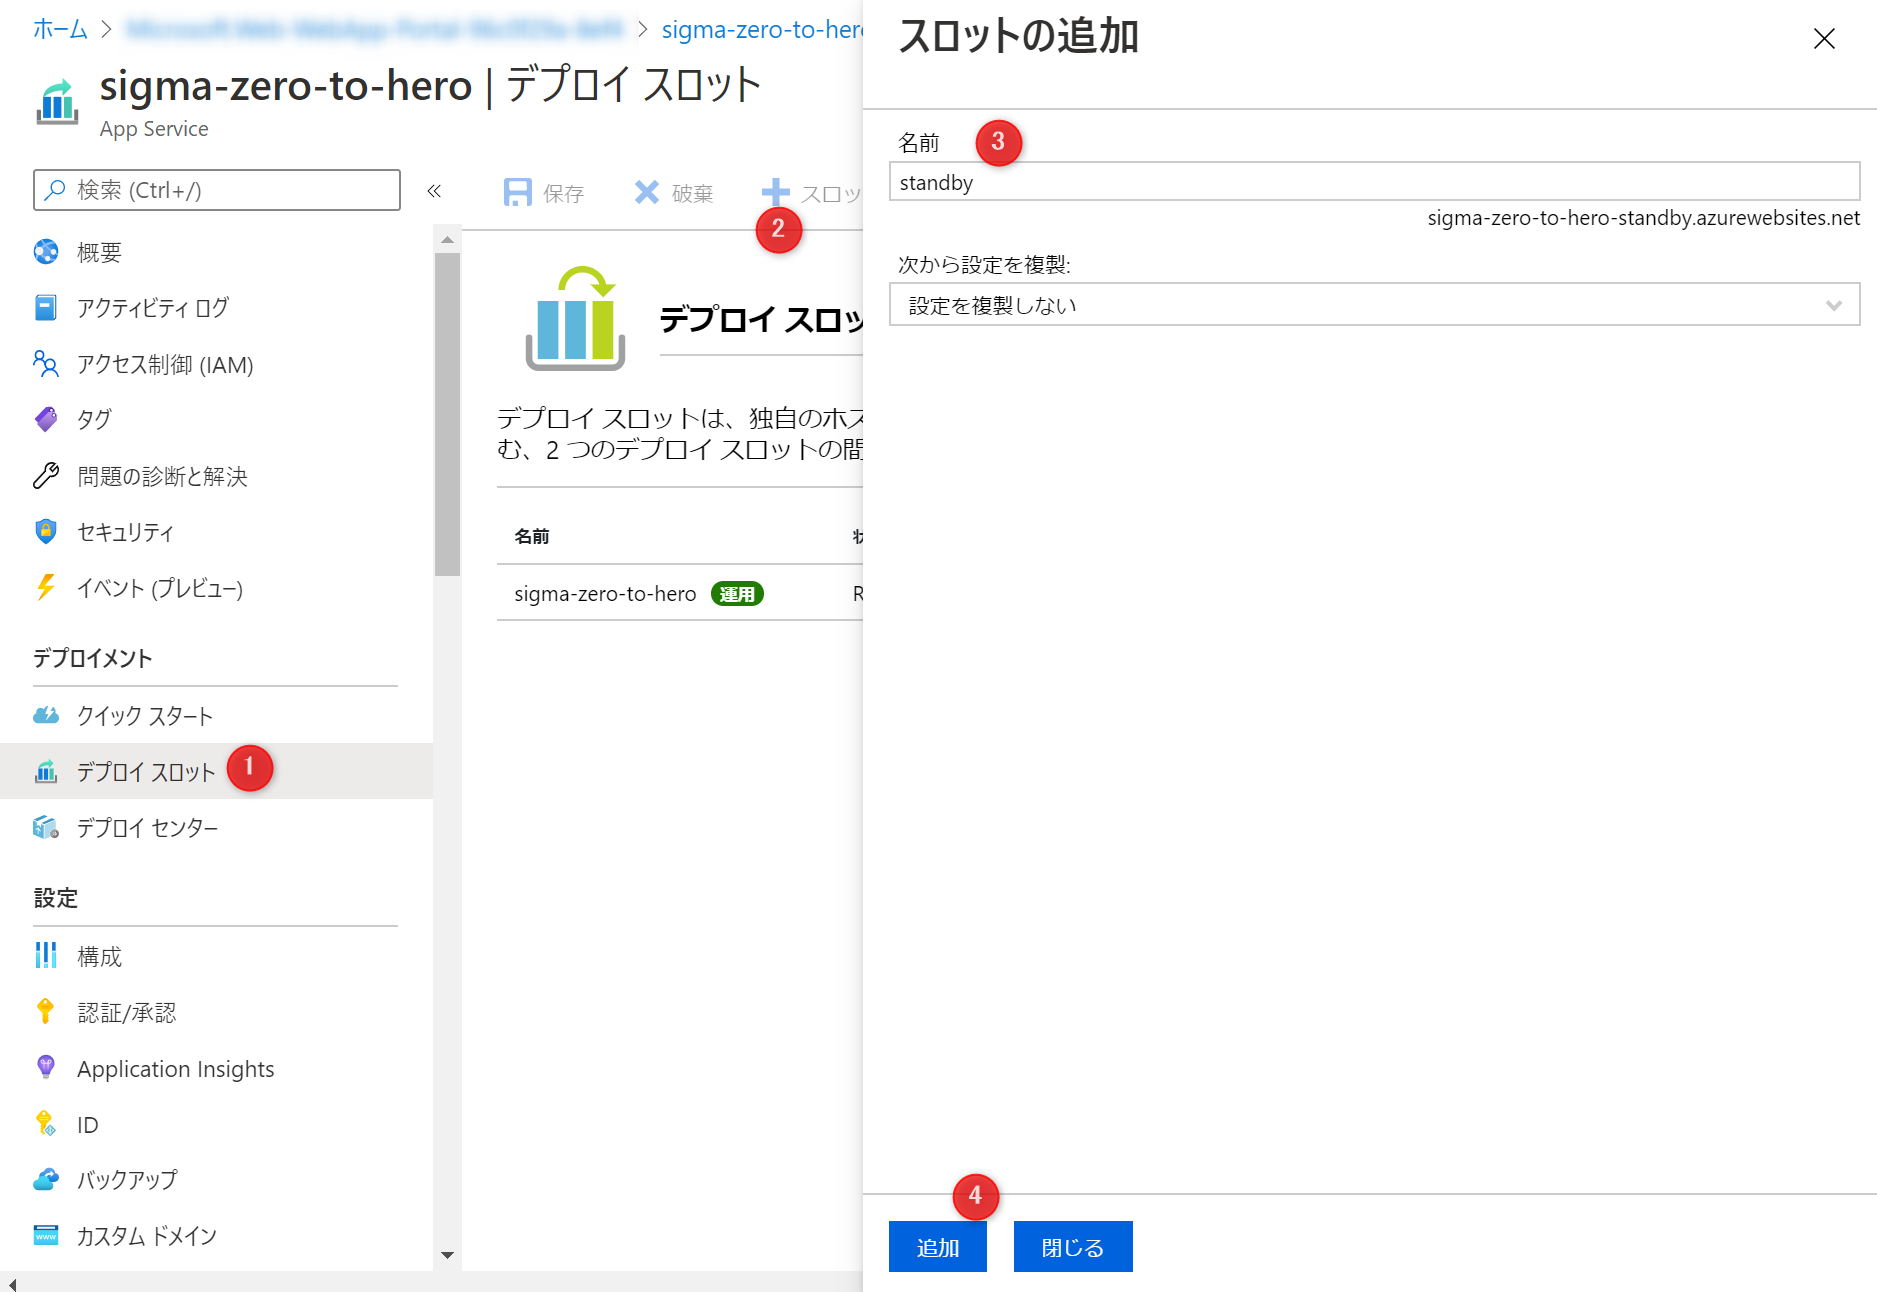 ホーム > > sigma-zero-to-hero
sigma-zero-to-hero | デプロイ スロット
App Service
検索 (Ctrl+/)
«
概要
アクティビティ ログ
アクセス制御 (IAM)
タグ
問題の診断と解決
セキュリティ
イベント (プレビュー)
デプロイメント
クイック スタート
デプロイ スロット
1
デプロイ センター
設定
構成
認証/承認
Application Insights
ID
バックアップ
www
カスタム ドメイン
保存
破棄
スロッ
2
デプロイ スロッ
デプロイ スロットは、独自のホス
む、2 つのデプロイ スロットの間
名前
sigma-zero-to-hero 運用
R
スロットの追加
名前
3
standby
sigma-zero-to-hero-standby.azurewebsites.net
次から設定を複製:
設定を複製しない
4
追加
閉じる